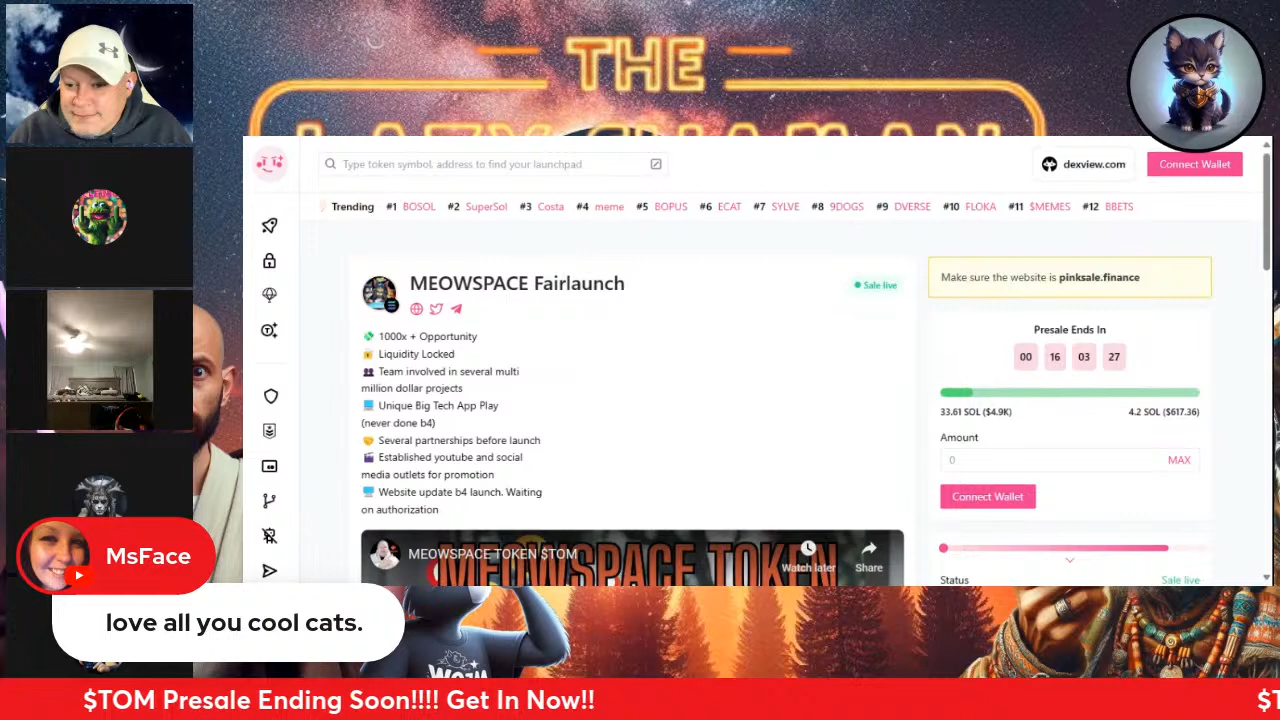 THE
Type token symbol, address to find your launchpad
dexview.com
Connect Wallet
Trending #1 BOSOL #2 SuperSol #3 Costa #4 meme #5 BOPUS #6 ECAT #7 SYLVE #8 9DOGS #9 DVERSE #10 FLOKA #11 $MEMES #12 BBETS
MEOWSPACE Fairlaunch
Sale live
1000x + Opportunity
Liquidity Locked
Team involved in several multi
million dollar projects
Unique Big Tech App Play
(never done b4)
Several partnerships before launch
Established youtube and social
media outlets for promotion
Website update b4 launch. Waiting
on authorization
MEOWSPACE TOKEN $TOM
MEOWSPACE TOKEN
Watch later
Share
Make sure the website is pinksale.finance
Presale Ends In
00 16 03 27
33.61 SOL ($4.9K) 4.2 SOL ($617.36)
Amount
0 MAX
Connect Wallet
Status Sale live
MsFace
love all you cool cats.
$TOM Presale Ending Soon!!!! Get In Now!!